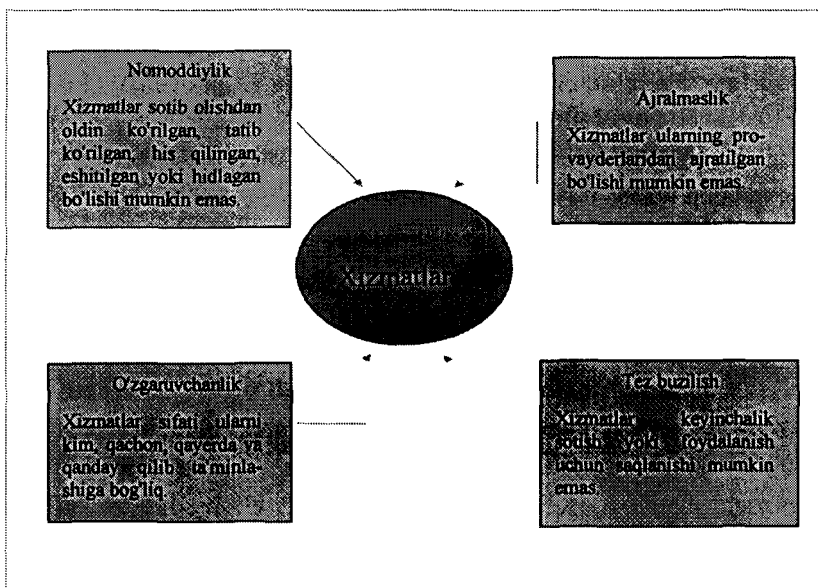 Nomoddiylik
Xizmatlar sotib olishdan
oldin ko'rilgan, tatib
ko'rilgan, his qilingan,
eshitilgan yoki hidlagan
bo'lishi mumkin emas.
Ajralmaslik
Xizmatlar ularning pro-
vayderlaridan ajratilgan
bo'lishi mumkin emas.
Xizmatlar
O'zgaruvchanlik
Xizmatlar sifati ularni
kim, qachon, qayerda va
qanday qilib ta'minla-
shiga bog'liq.
Tez buzilish
Xizmatlar keyinchalik
sotish yoki foydalanish
uchun saqlanishi mumkin
emas.